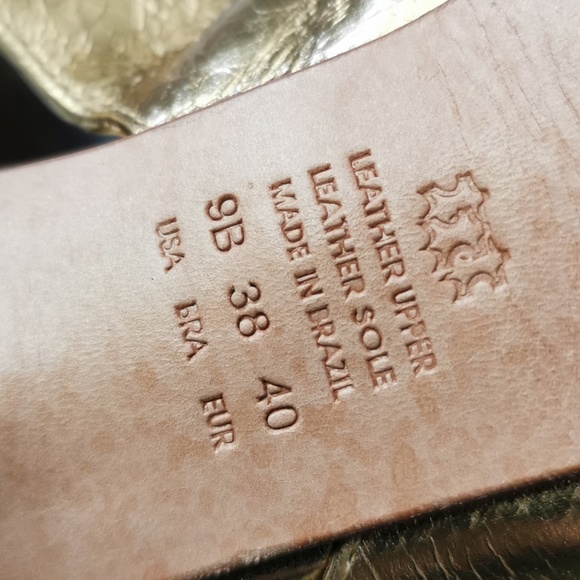 LEATHER UPPER
LEATHER SOLE
MADE IN BRAZIL
9B 38 40
USA BRA EUR